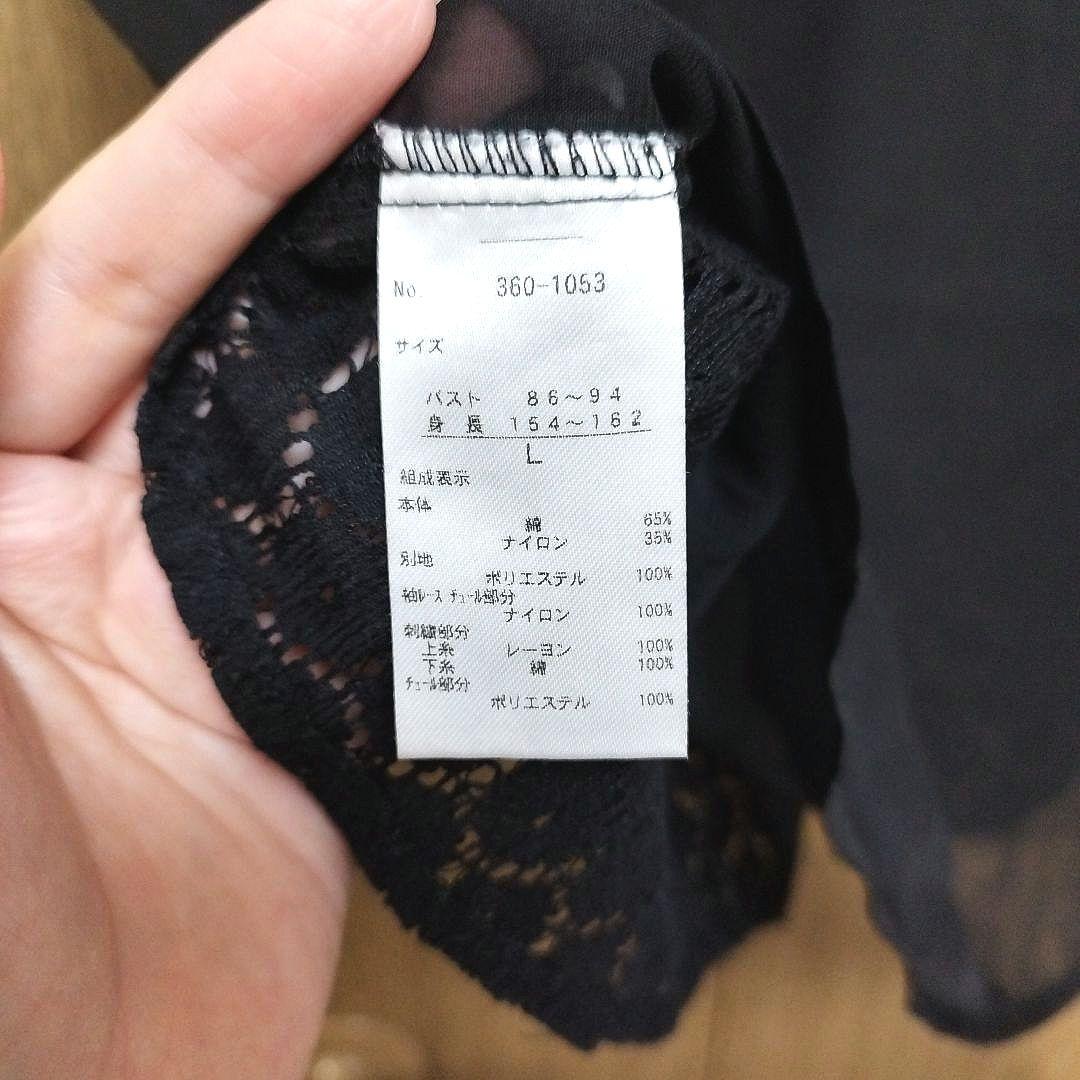 No. 360-1053
サイズ
バスト 86～94
身長 154～162
L
組成表示
本体
綿 65%
ナイロン 35%
別地
ポリエステル 100%
袖レース チュール部分
ナイロン 100%
刺繍部分
上糸 レーヨン 100%
下糸 綿 100%
チュール部分
ポリエステル 100%